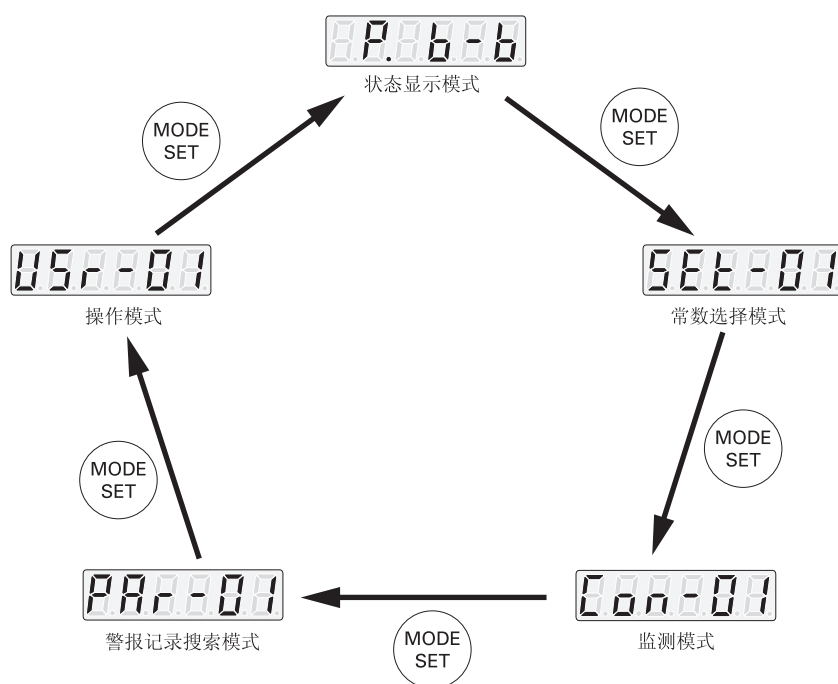 P. b-b
状态显示模式
MODE
SET
MODE
SET
USr-01
操作模式
SEt-01
常数选择模式
MODE
SET
MODE
SET
PAr-01
警报记录搜索模式
MODE
SET
Con-01
监测模式